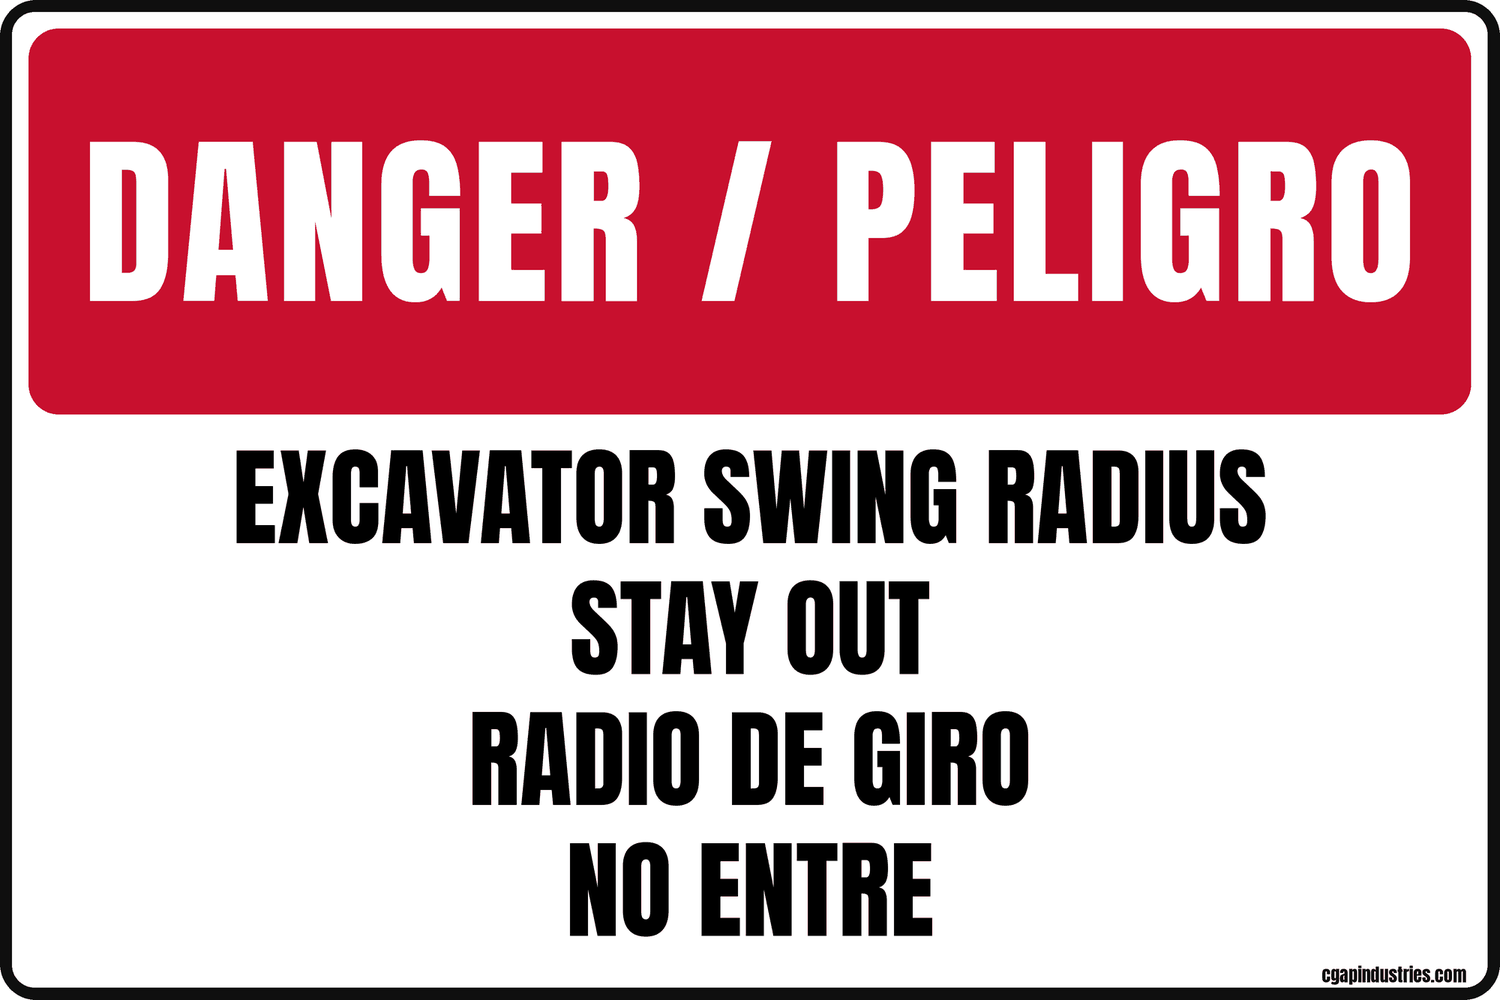 DANGER / PELIGRO
EXCAVATOR SWING RADIUS
STAY OUT
RADIO DE GIRO
NO ENTRE
cgapindustries.com